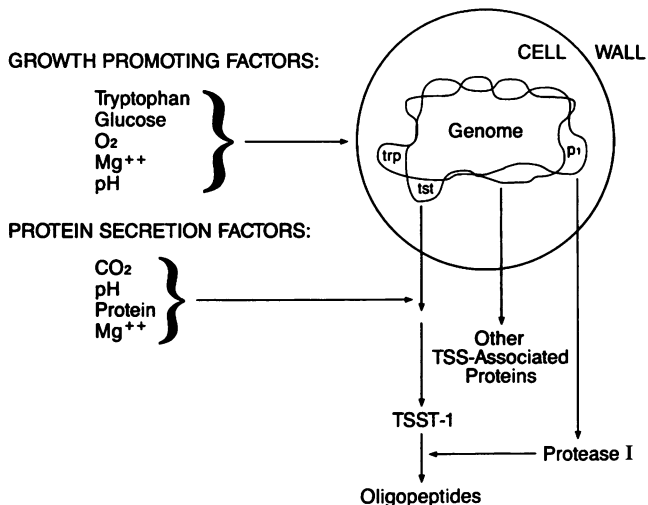 GROWTH PROMOTING FACTORS:
Tryptophan
Glucose
O₂
Mg⁺⁺
pH
CELL WALL
Genome
trp
tst
p₁
PROTEIN SECRETION FACTORS:
CO₂
pH
Protein
Mg⁺⁺
Other
TSS-Associated
Proteins
TSST-1
Protease I
Oligopeptides